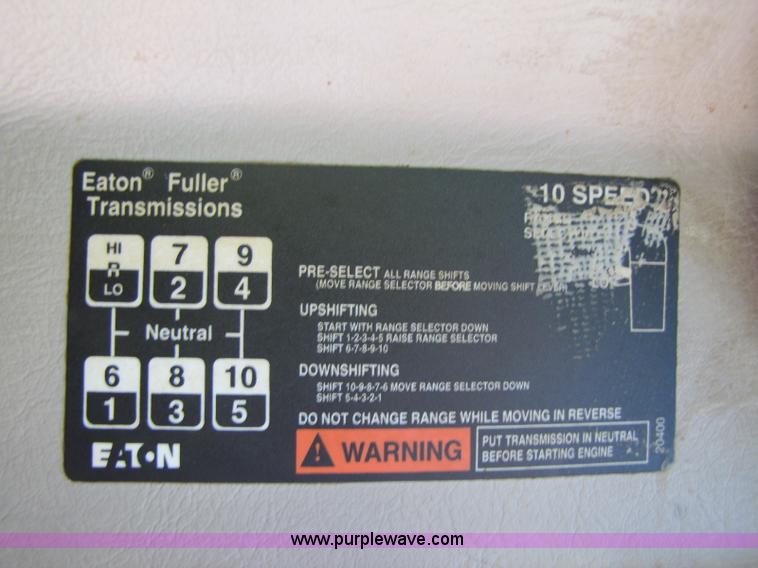 Eaton® Fuller®
Transmissions
10 SPEED
HI 7 9
R
LO 2 4
Neutral
6 8 10
1 3 5
EATON
PRE-SELECT ALL RANGE SHIFTS
(MOVE RANGE SELECTOR BEFORE MOVING SHIFT LEVER)
UPSHIFTING
START WITH RANGE SELECTOR DOWN
SHIFT 1-2-3-4-5 RAISE RANGE SELECTOR
SHIFT 6-7-8-9-10
DOWNSHIFTING
SHIFT 10-9-8-7-6 MOVE RANGE SELECTOR DOWN
SHIFT 5-4-3-2-1
DO NOT CHANGE RANGE WHILE MOVING IN REVERSE
WARNING
PUT TRANSMISSION IN NEUTRAL
BEFORE STARTING ENGINE
20400
www.purplewave.com